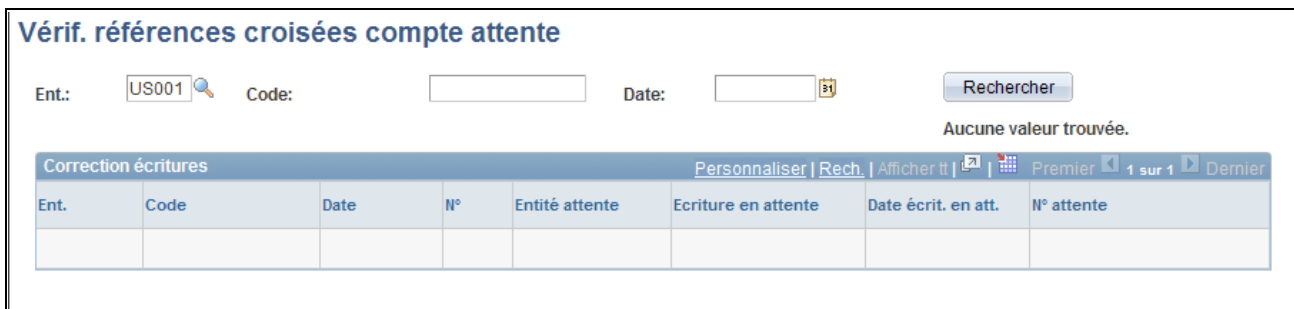 Vérif. références croisées compte attente
Ent.: US001 Code: Date: 31 Rechercher
Aucune valeur trouvée.
Correction écritures Personnaliser | Rech. | Afficher tt | | Premier 1 sur 1 Dernier
Ent. Code Date N° Entité attente Ecriture en attente Date écrit. en att. N° attente